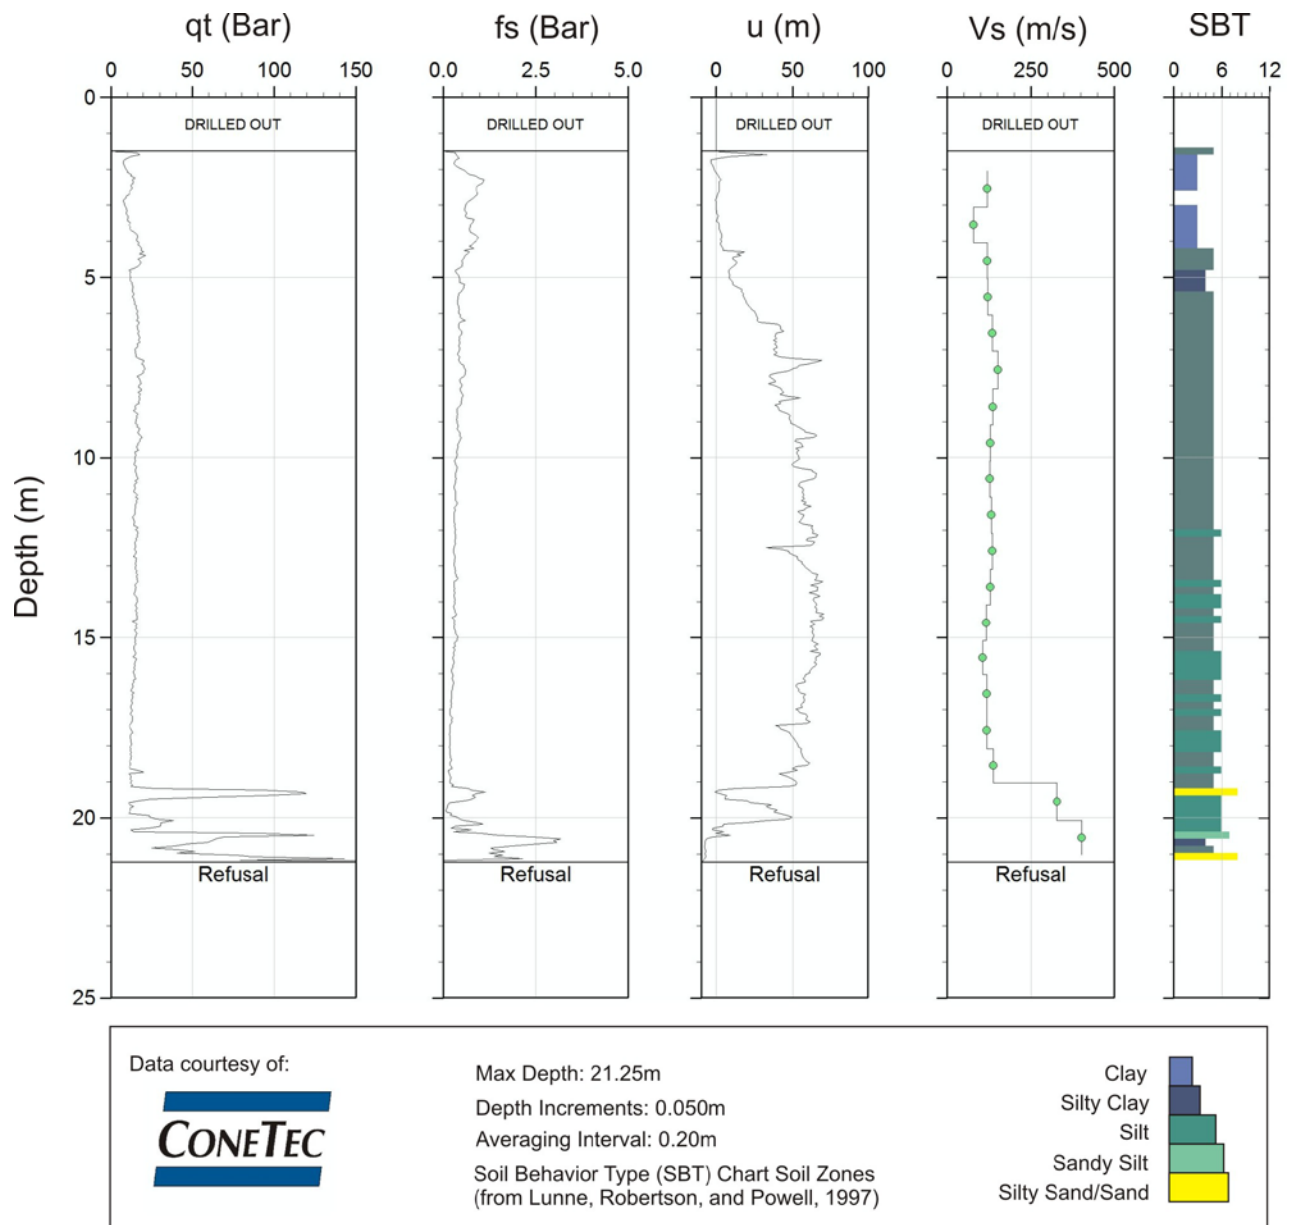 qt (Bar) fs (Bar) u (m) Vs (m/s) SBT
0 50 100 150 0.0 2.5 5.0 0 50 100 0 250 500 0 6 12
0
DRILLED OUT DRILLED OUT DRILLED OUT DRILLED OUT
5
10
Depth (m)
15
20
Refusal Refusal Refusal Refusal
25
Data courtesy of:
CONETEC
Max Depth: 21.25m
Depth Increments: 0.050m
Averaging Interval: 0.20m
Soil Behavior Type (SBT) Chart Soil Zones
(from Lunne, Robertson, and Powell, 1997)
Clay
Silty Clay
Silt
Sandy Silt
Silty Sand/Sand